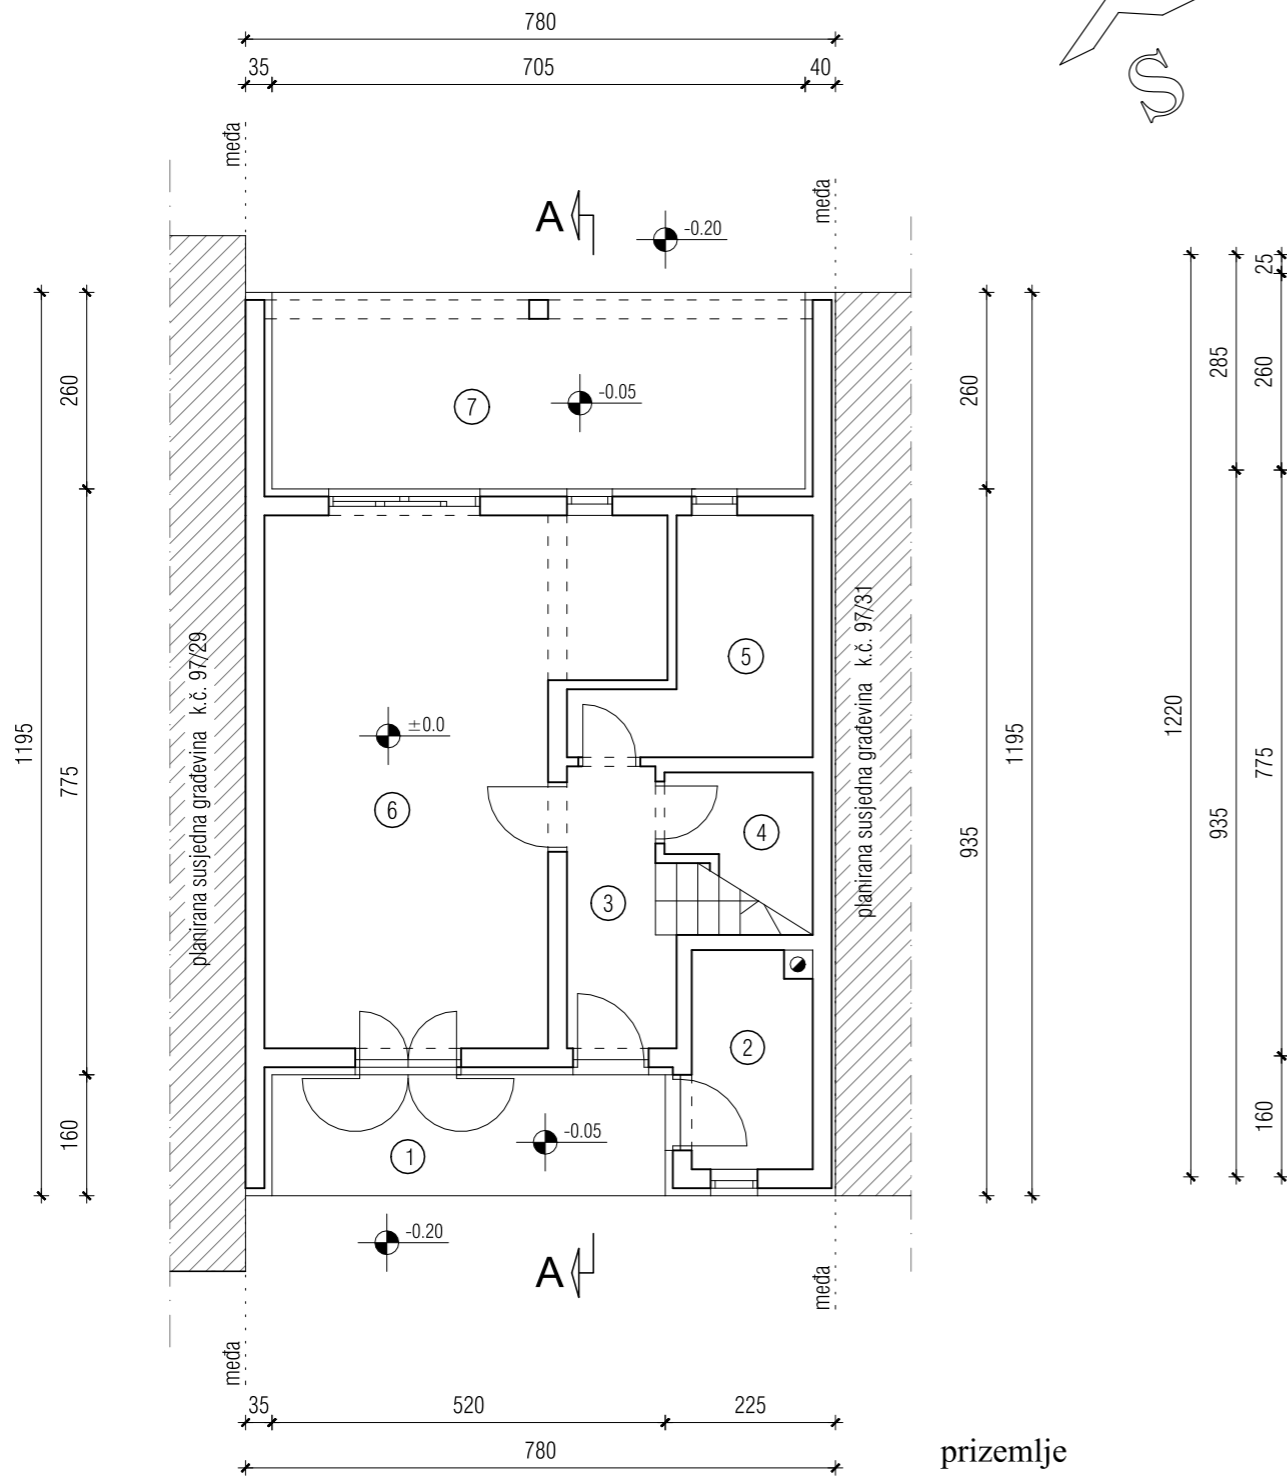 780
35 705 40
S
međa
međa
A
-0.20
25
260
260
285
260
7
-0.05
planirana susjedna građevina k.č. 97/29
planirana susjedna građevina k.č. 97/31
5
±0.0
1195
775
6
4
935
1195
1220
935
775
3
2
160
1
-0.05
160
-0.20
A
međa
međa
35 520 225
780
prizemlje